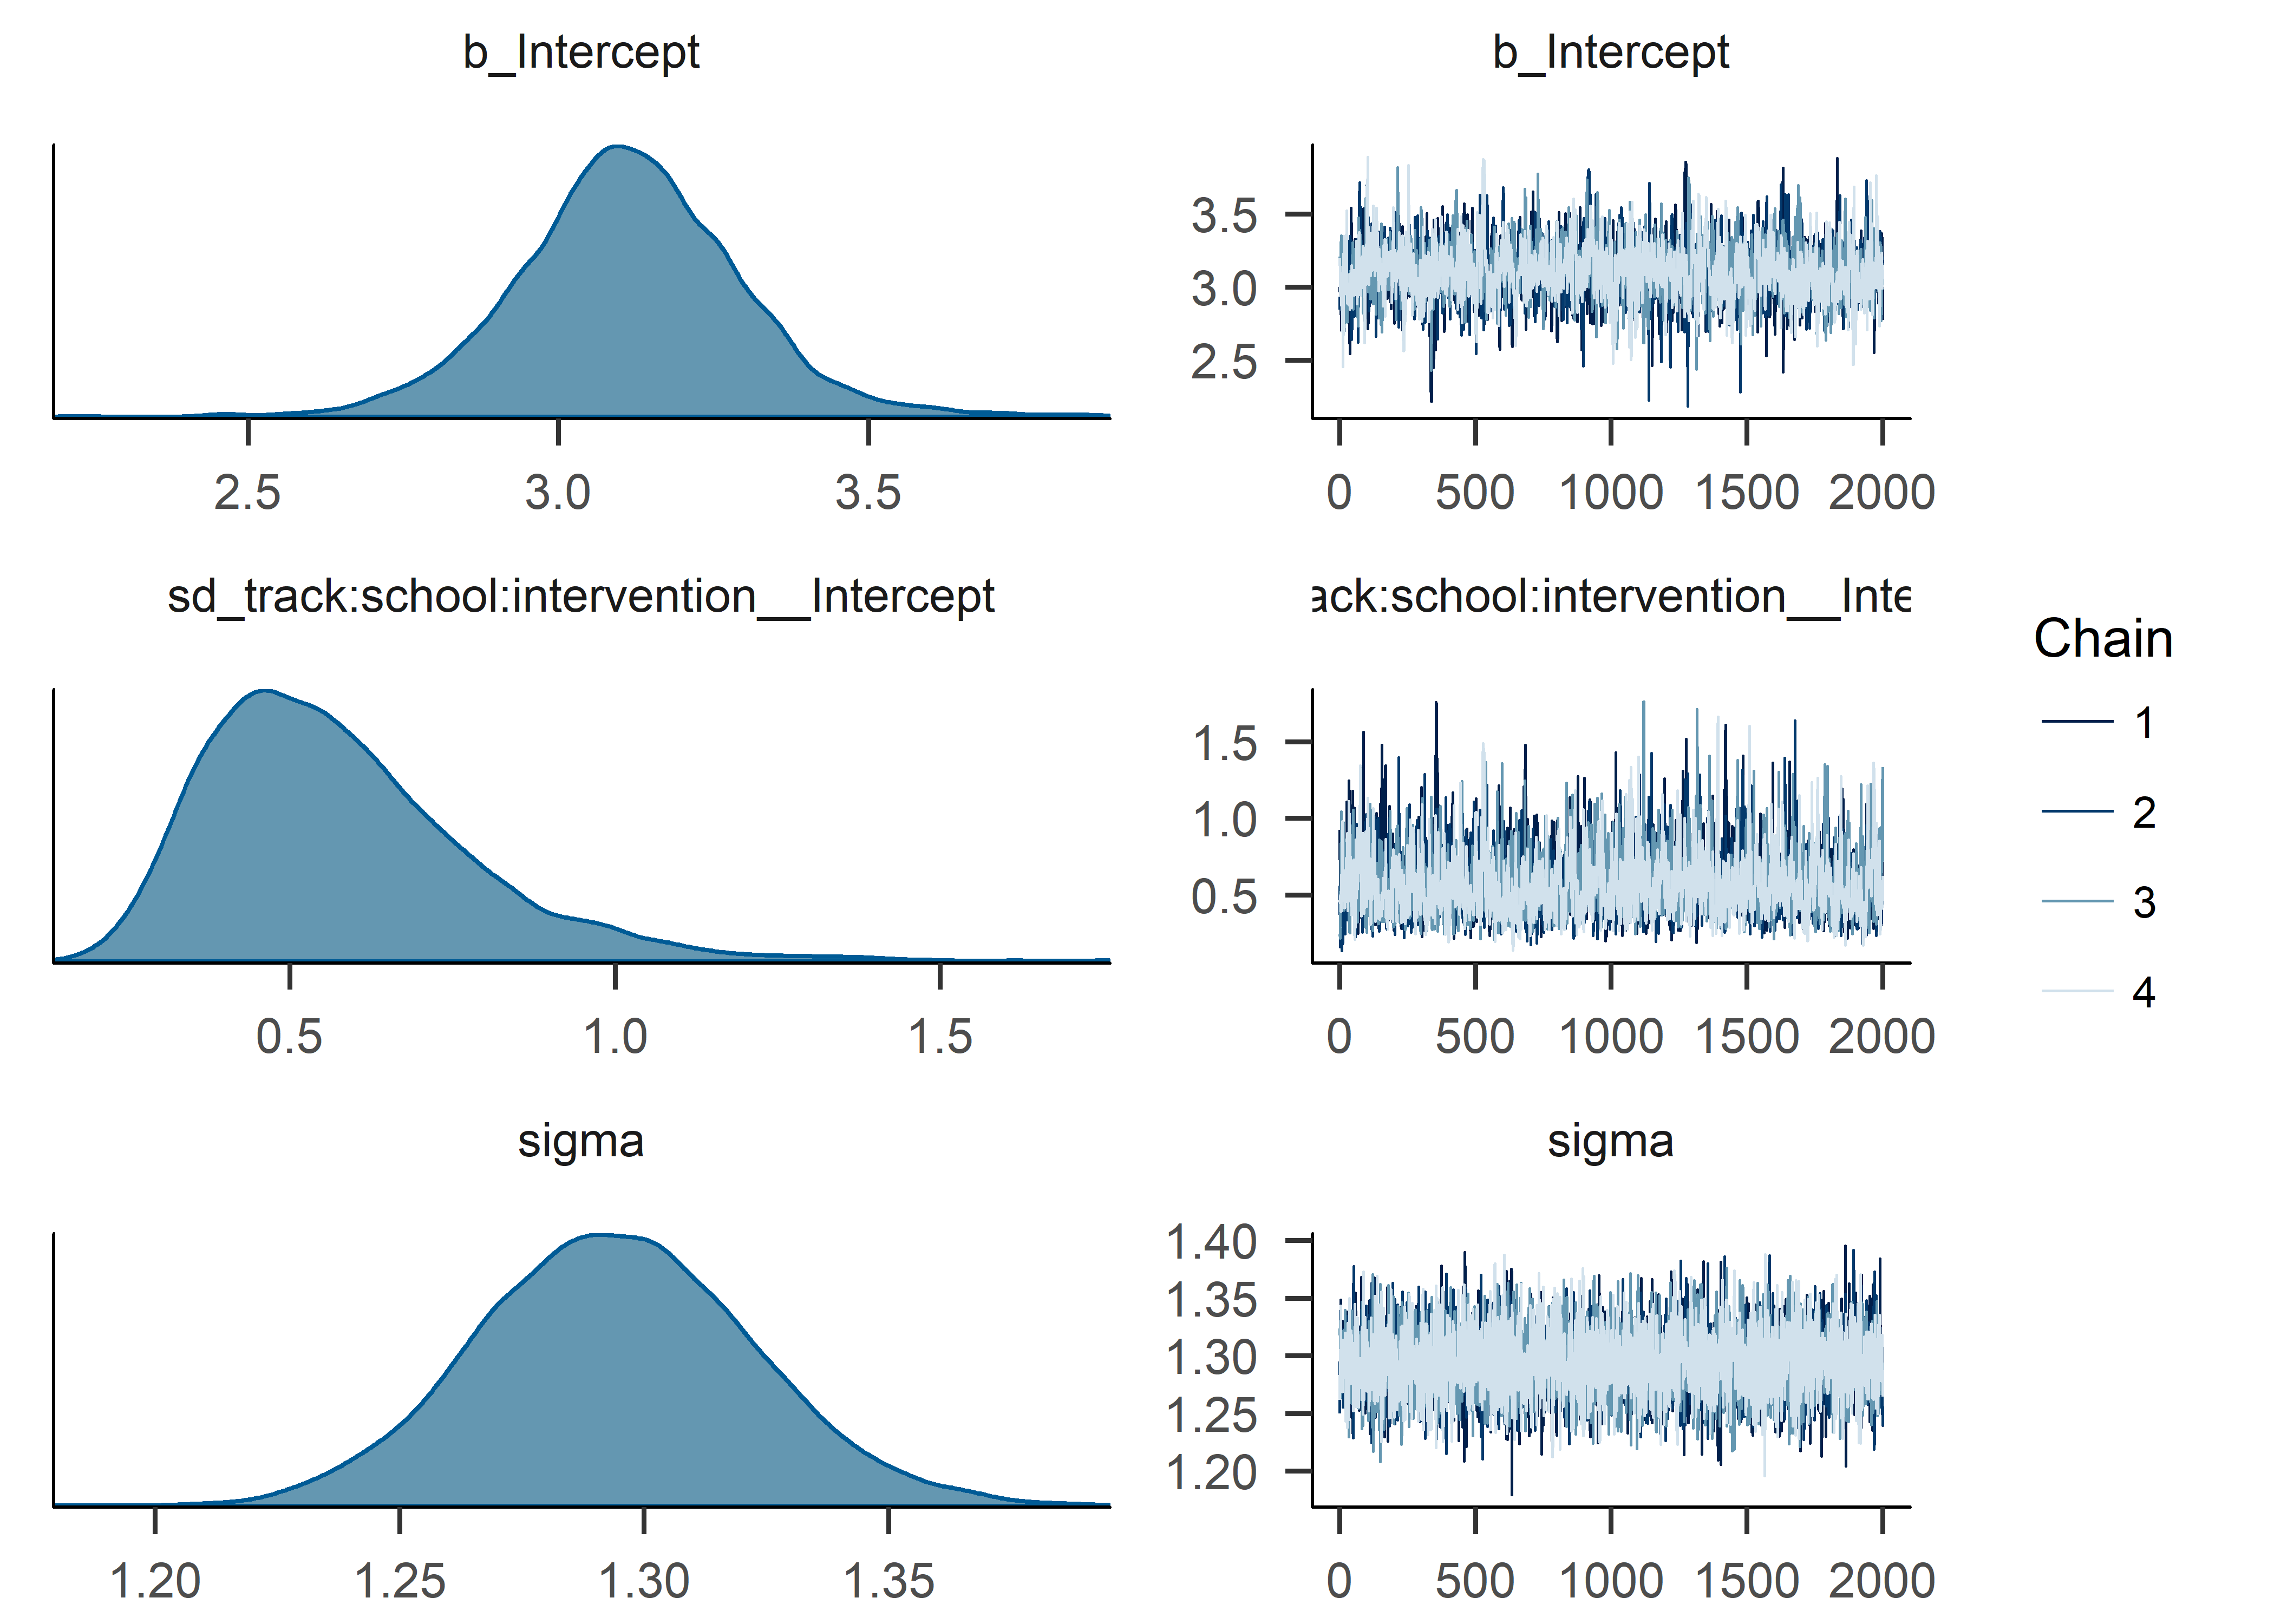 b_Intercept
b_Intercept
3.5
3.0
2.5
2.5 3.0 3.5
0 500 1000 1500 2000
sd_track:school:intervention__Intercept
ack:school:intervention__Inte
1.5
1.0
0.5
0.5 1.0 1.5
0 500 1000 1500 2000
Chain
1
2
3
4
sigma
sigma
1.40
1.35
1.30
1.25
1.20
1.20 1.25 1.30 1.35
0 500 1000 1500 2000